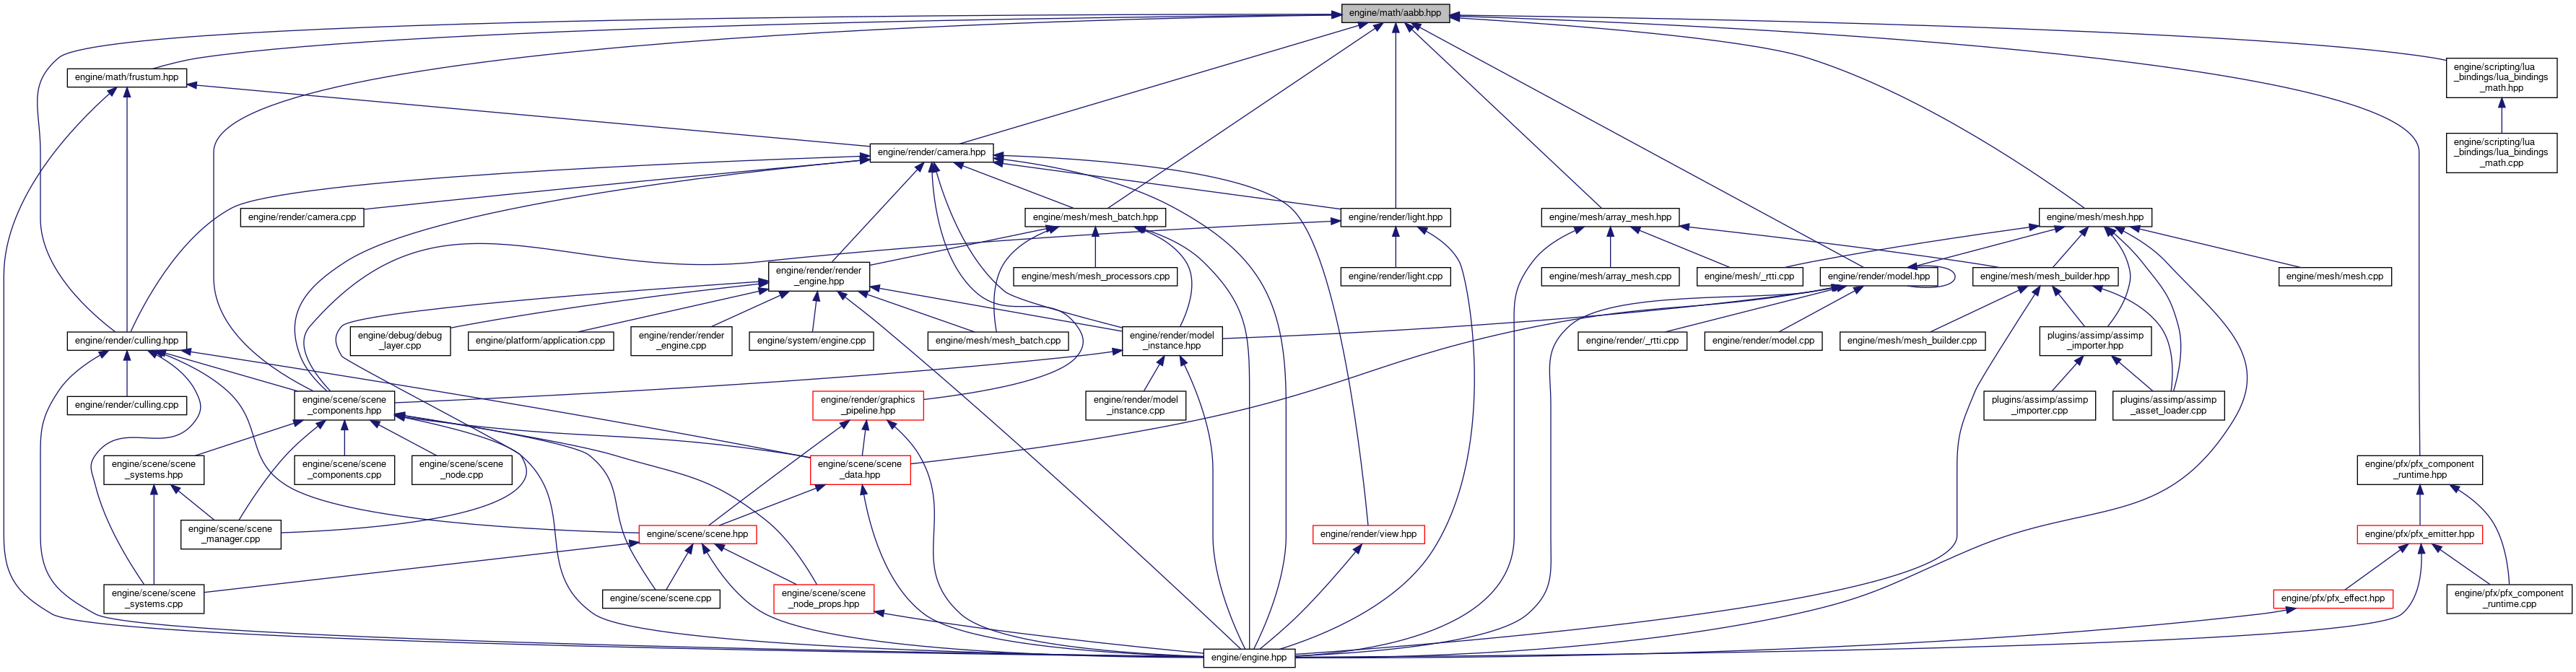 engine/math/aabb.hpp
engine/math/frustum.hpp
engine/scripting/lua
_bindings/lua_bindings
_math.hpp
engine/render/camera.hpp
engine/scripting/lua
_bindings/lua_bindings
_math.cpp
engine/render/camera.cpp
engine/mesh/mesh_batch.hpp
engine/render/light.hpp
engine/mesh/array_mesh.hpp
engine/mesh/mesh.hpp
engine/render/render
_engine.hpp
engine/mesh/mesh_processors.cpp
engine/render/light.cpp
engine/mesh/array_mesh.cpp
engine/mesh/_rtti.cpp
engine/render/model.hpp
engine/mesh/mesh_builder.hpp
engine/mesh/mesh.cpp
engine/render/culling.hpp
engine/debug/debug
_layer.cpp
engine/platform/application.cpp
engine/render/render
_engine.cpp
engine/system/engine.cpp
engine/mesh/mesh_batch.cpp
engine/render/model
_instance.hpp
engine/render/_rtti.cpp
engine/render/model.cpp
engine/mesh/mesh_builder.cpp
plugins/assimp/assimp
_importer.hpp
engine/render/culling.cpp
engine/scene/scene
_components.hpp
engine/render/graphics
_pipeline.hpp
engine/render/model
_instance.cpp
plugins/assimp/assimp
_importer.cpp
plugins/assimp/assimp
_asset_loader.cpp
engine/scene/scene
_systems.hpp
engine/scene/scene
_components.cpp
engine/scene/scene
_node.cpp
engine/scene/scene
_data.hpp
engine/pfx/pfx_component
_runtime.hpp
engine/scene/scene
_manager.cpp
engine/scene/scene.hpp
engine/render/view.hpp
engine/pfx/pfx_emitter.hpp
engine/scene/scene
_systems.cpp
engine/scene/scene.cpp
engine/scene/scene
_node_props.hpp
engine/pfx/pfx_effect.hpp
engine/pfx/pfx_component
_runtime.cpp
engine/engine.hpp